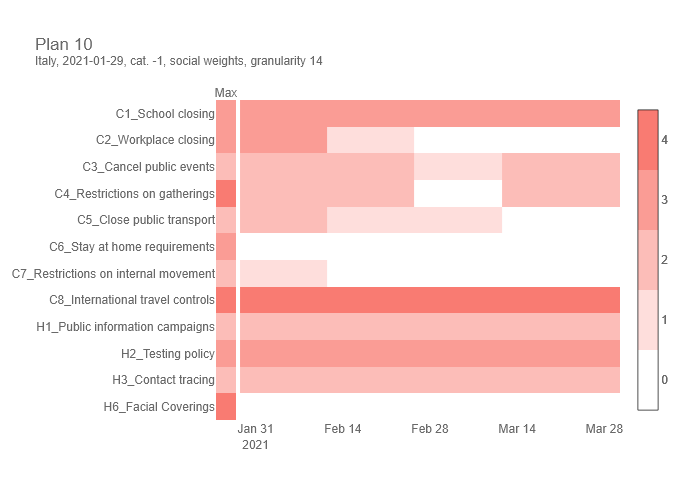 Plan 10
Italy, 2021-01-29, cat. -1, social weights, granularity 14
Max
C1_School closing
C2_Workplace closing
C3_Cancel public events
C4_Restrictions on gatherings
C5_Close public transport
C6_Stay at home requirements
C7_Restrictions on internal movement
C8_International travel controls
H1_Public information campaigns
H2_Testing policy
H3_Contact tracing
H6_Facial Coverings
Jan 31 Feb 14 Feb 28 Mar 14 Mar 28
2021
4
3
2
1
0